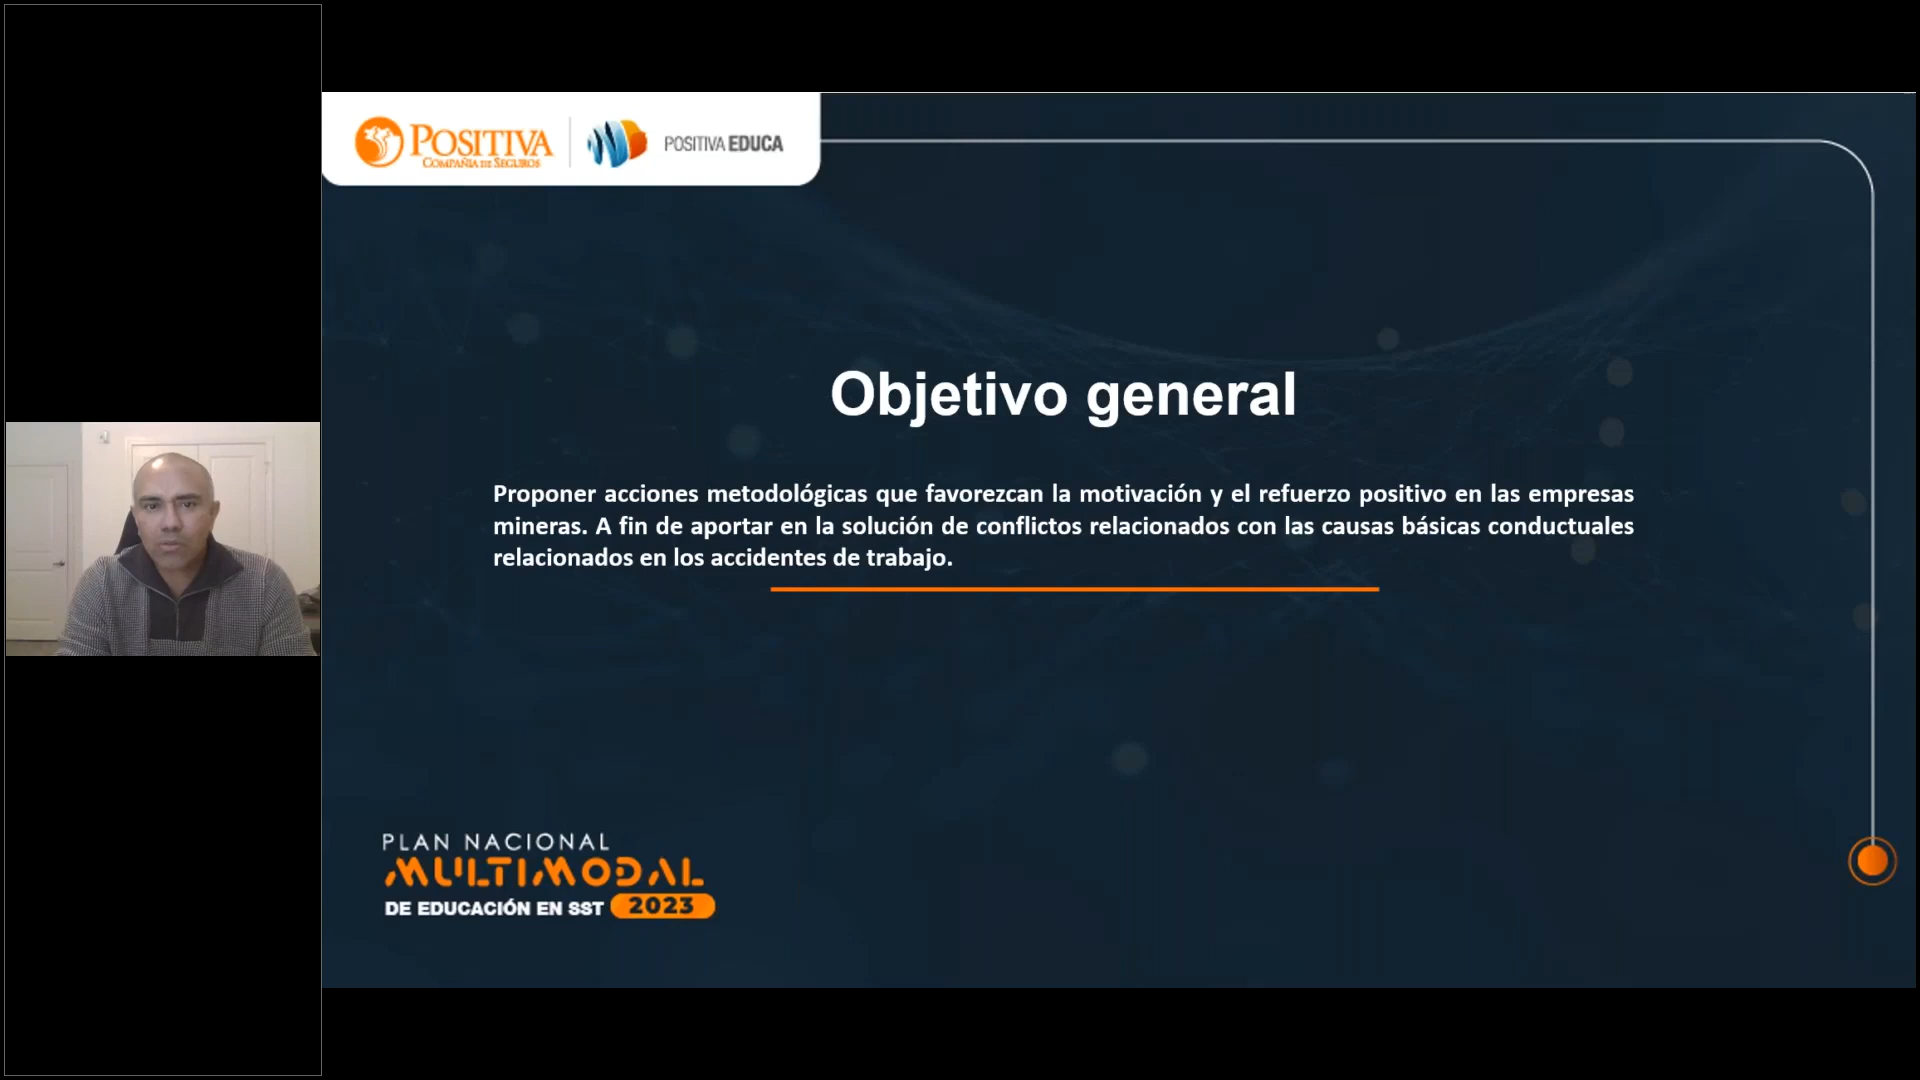 POSITIVA
COMPAÑIA DE SEGUROS
POSITIVA EDUCA
Objetivo general
Proponer acciones metodológicas que favorezcan la motivación y el refuerzo positivo en las empresas
mineras. A fin de aportar en la solución de conflictos relacionados con las causas básicas conductuales
relacionados en los accidentes de trabajo.
PLAN NACIONAL
MULTIMODAL
DE EDUCACIÓN EN SST 2023